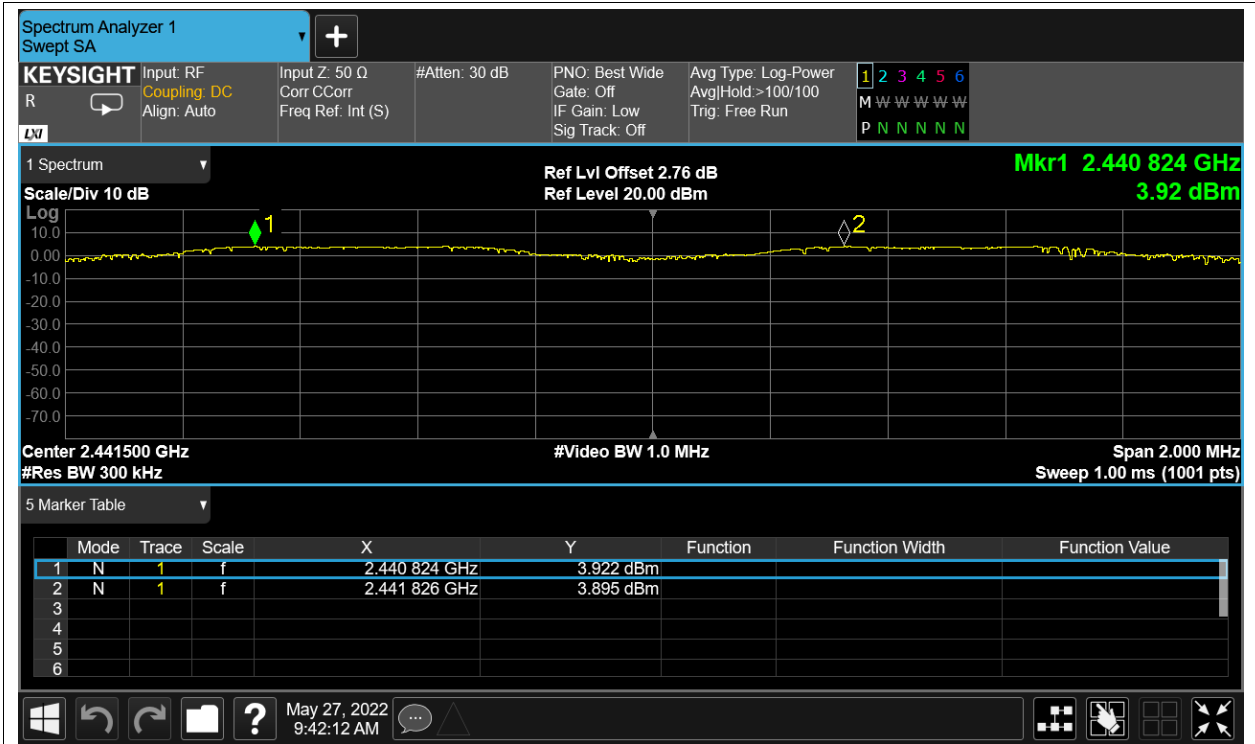 Spectrum Analyzer 1
Swept SA
+
KEYSIGHT Input: RF Input Z: 50 Ω #Atten: 30 dB PNO: Best Wide Avg Type: Log-Power 1 2 3 4 5 6
R Coupling: DC Corr CCorr Gate: Off Avg|Hold:>100/100 M W W W W W
Align: Auto Freq Ref: Int (S) IF Gain: Low Trig: Free Run
LXI Sig Track: Off P N N N N N
1 Spectrum Ref Lvl Offset 2.76 dB Mkr1 2.440 824 GHz
Scale/Div 10 dB Ref Level 20.00 dBm 3.92 dBm
Log
1 2
10.0
0.00
-10.0
-20.0
-30.0
-40.0
-50.0
-60.0
-70.0
Center 2.441500 GHz #Video BW 1.0 MHz Span 2.000 MHz
#Res BW 300 kHz Sweep 1.00 ms (1001 pts)
5 Marker Table
Mode Trace Scale X Y Function Function Width Function Value
1 N 1 f 2.440 824 GHz 3.922 dBm
2 N 1 f 2.441 826 GHz 3.895 dBm
3
4
5
6
? May 27, 2022
9:42:12 AM